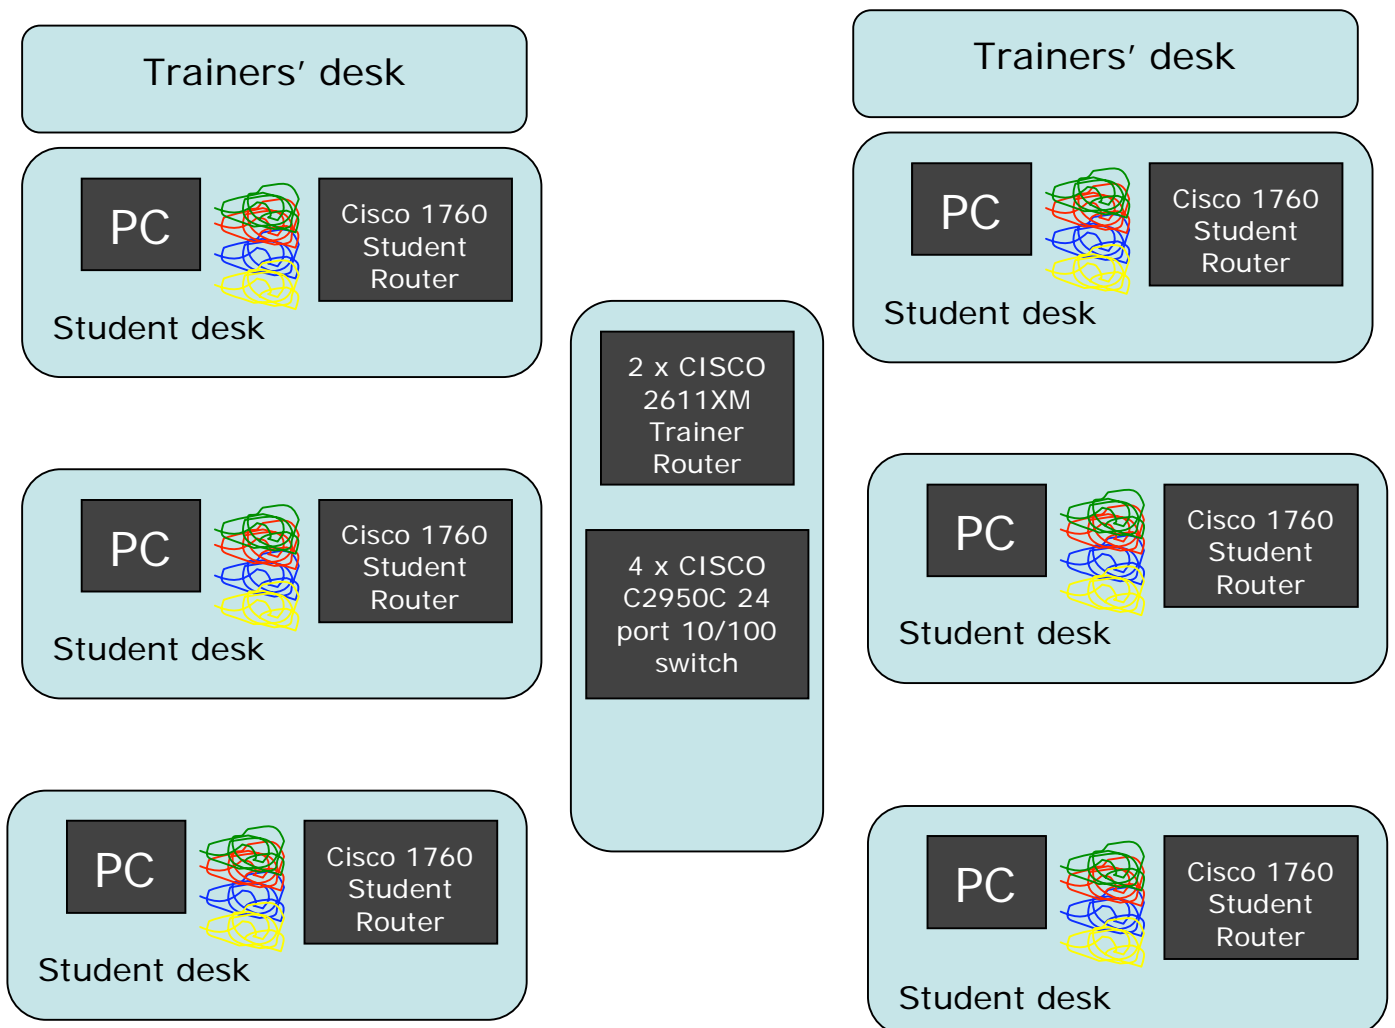 Trainers’ desk
PC
Cisco 1760
Student
Router
Student desk
PC
Cisco 1760
Student
Router
Student desk
PC
Cisco 1760
Student
Router
Student desk
2 x CISCO
2611XM
Trainer
Router
4 x CISCO
C2950C 24
port 10/100
switch
Trainers’ desk
PC
Cisco 1760
Student
Router
Student desk
PC
Cisco 1760
Student
Router
Student desk
PC
Cisco 1760
Student
Router
Student desk